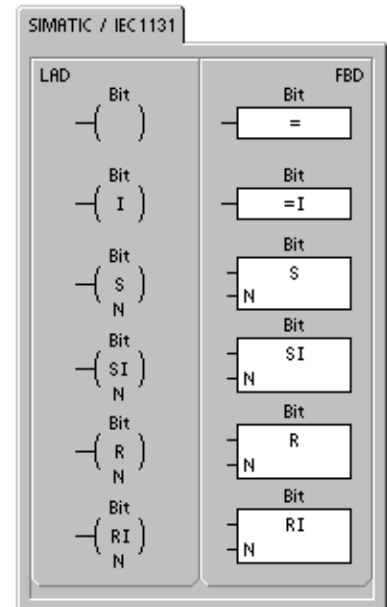 SIMATIC / IEC1131
LAD
Bit
( )
Bit
( I )
Bit
( S )
N
Bit
( SI )
N
Bit
( R )
N
Bit
( RI )
N
FBD
Bit
=
Bit
=I
Bit
S
N
Bit
SI
N
Bit
R
N
Bit
RI
N